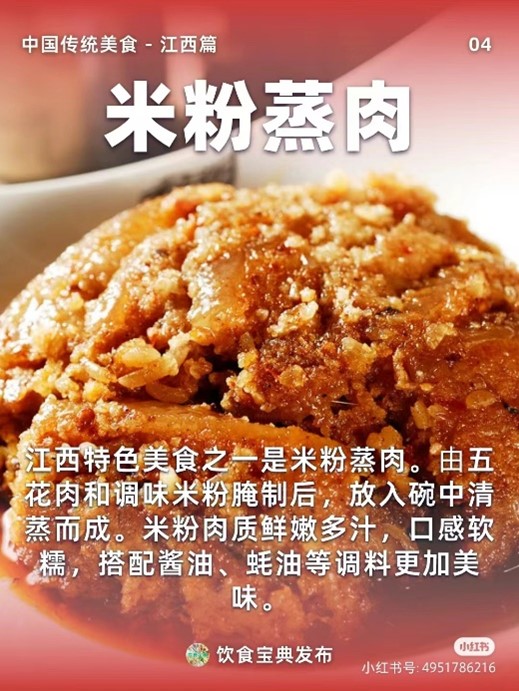 中国传统美食 - 江西篇
04
米粉蒸肉
江西特色美食之一是米粉蒸肉。由五
花肉和调味米粉腌制后，放入碗中清
蒸而成。米粉肉质鲜嫩多汁，口感软
糯，搭配酱油、蚝油等调料更加美
味。
饮食宝典发布
小红书
小红书号: 4951786216